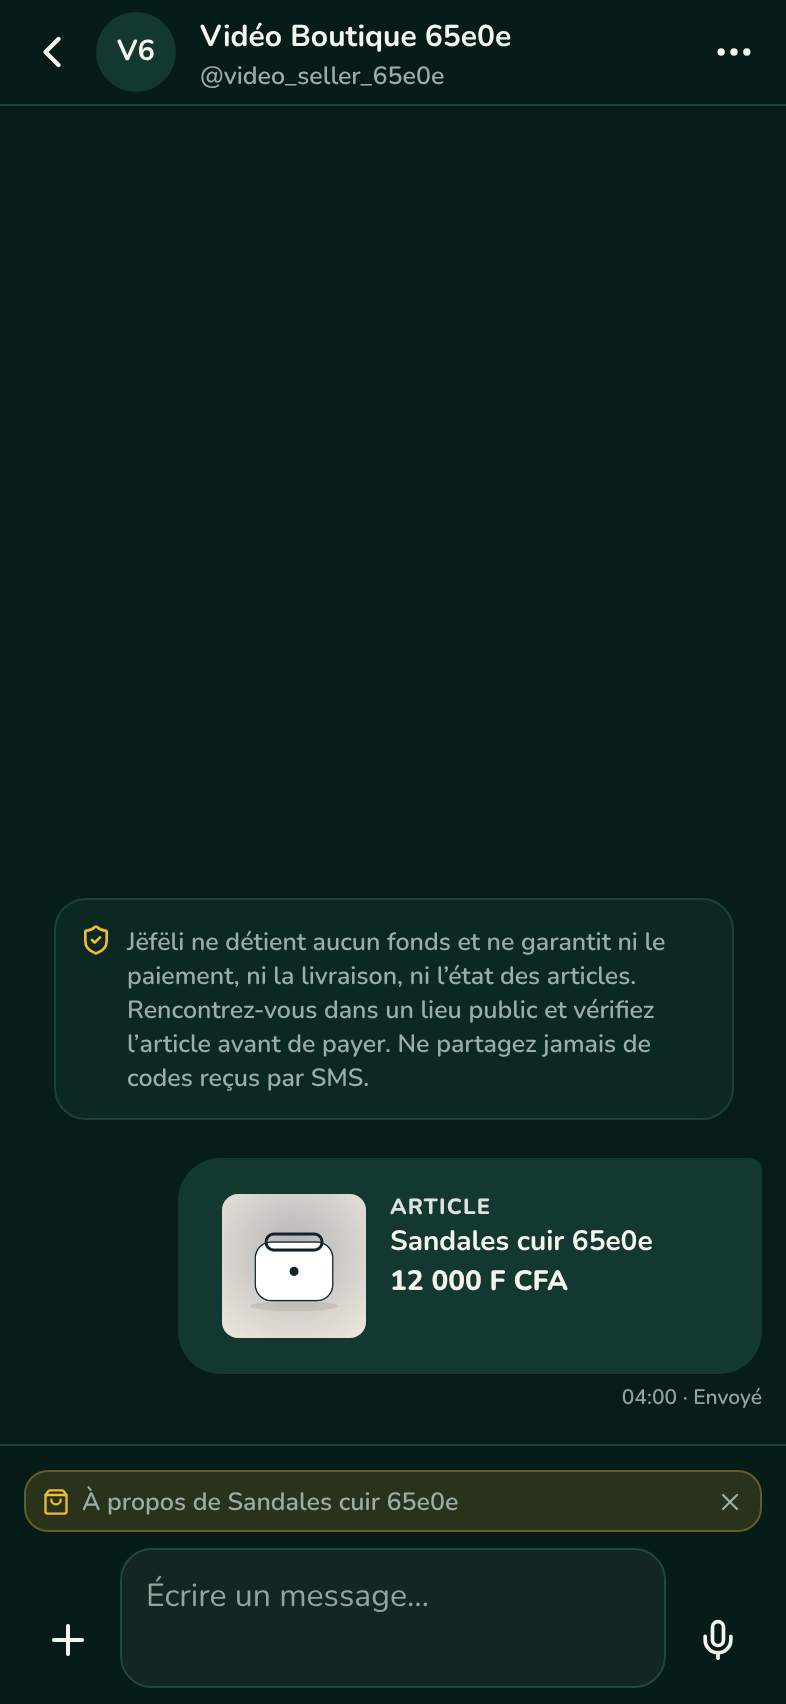 V6
Vidéo Boutique 65e0e
@video_seller_65e0e
Jëfëli ne détient aucun fonds et ne garantit ni le
paiement, ni la livraison, ni l’état des articles.
Rencontrez-vous dans un lieu public et vérifiez
l’article avant de payer. Ne partagez jamais de
codes reçus par SMS.
ARTICLE
Sandales cuir 65e0e
12 000 F CFA
04:00 · Envoyé
À propos de Sandales cuir 65e0e
Écrire un message...